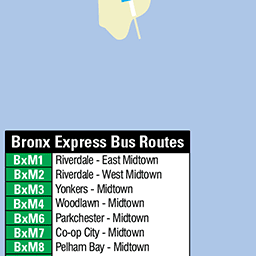 Bronx Express Bus Routes
BxM1 Riverdale - East Midtown
BxM2 Riverdale - West Midtown
BxM3 Yonkers - Midtown
BxM4 Woodlawn - Midtown
BxM6 Parkchester - Midtown
BxM7 Co-op City - Midtown
BxM8 Pelham Bay - Midtown